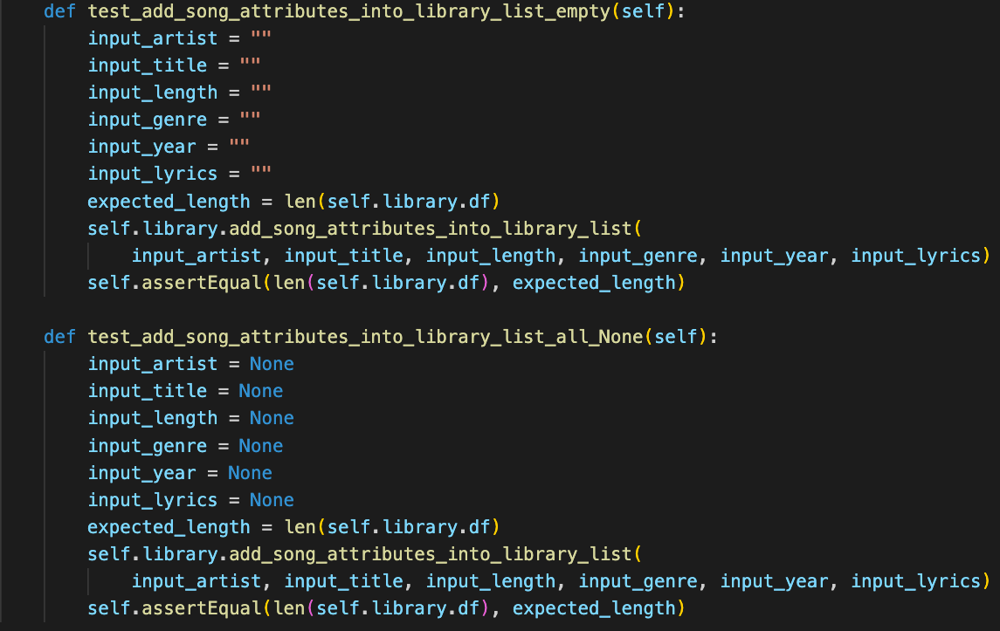 def test_add_song_attributes_into_library_list_empty(self):
    input_artist = ""
    input_title = ""
    input_length = ""
    input_genre = ""
    input_year = ""
    input_lyrics = ""
    expected_length = len(self.library.df)
    self.library.add_song_attributes_into_library_list(
        input_artist, input_title, input_length, input_genre, input_year, input_lyrics)
    self.assertEqual(len(self.library.df), expected_length)

def test_add_song_attributes_into_library_list_all_None(self):
    input_artist = None
    input_title = None
    input_length = None
    input_genre = None
    input_year = None
    input_lyrics = None
    expected_length = len(self.library.df)
    self.library.add_song_attributes_into_library_list(
        input_artist, input_title, input_length, input_genre, input_year, input_lyrics)
    self.assertEqual(len(self.library.df), expected_length)